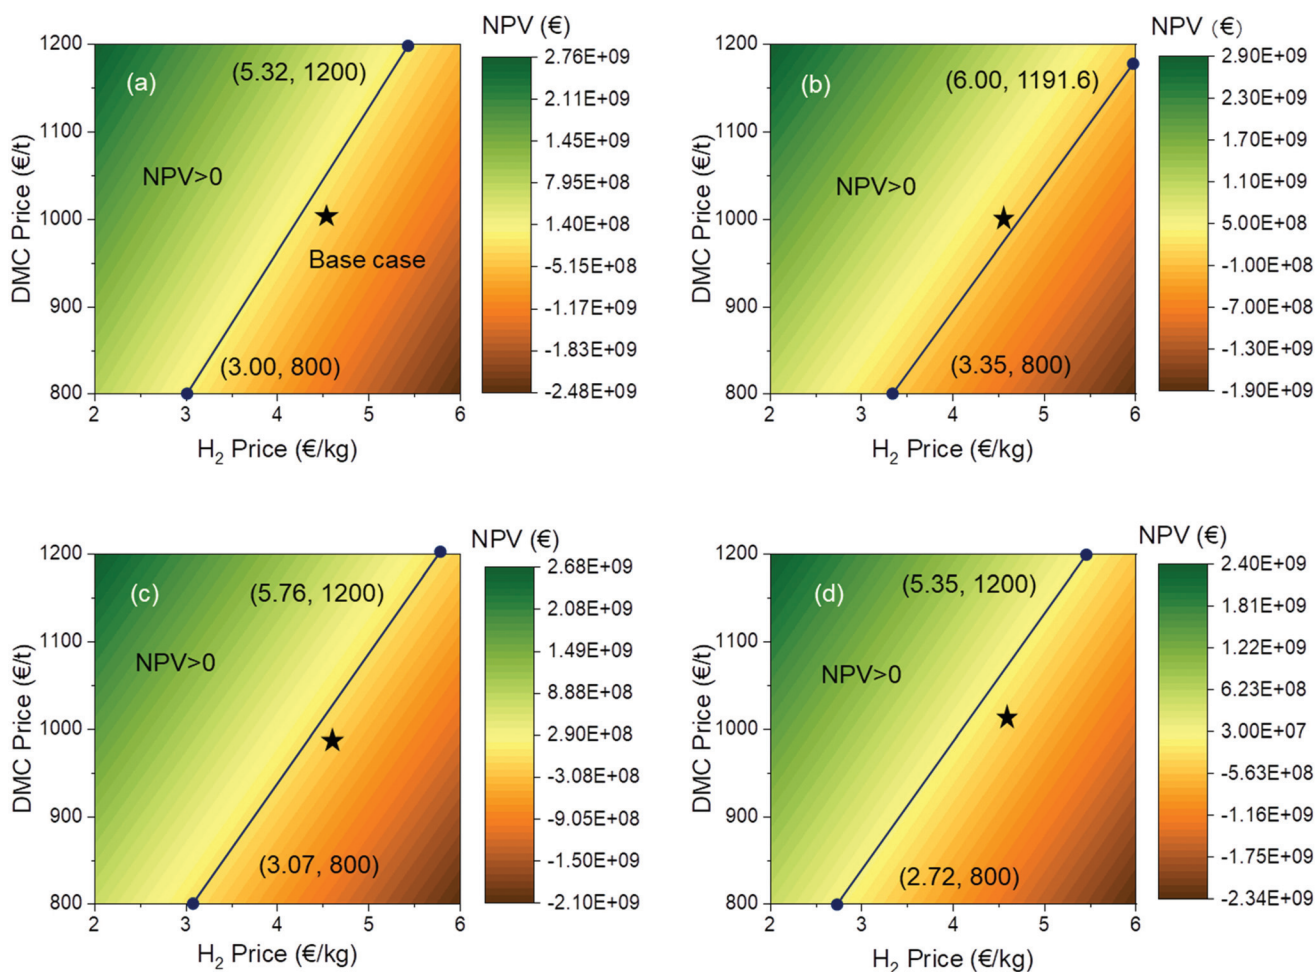 NPV (€)
1200
1100
1000
900
800
DMC Price (€/t)
(a)
(5.32, 1200)
NPV>0
Base case
(3.00, 800)
2
3
4
5
6
H2 Price (€/kg)
2.76E+09
2.11E+09
1.45E+09
7.95E+08
1.40E+08
-5.15E+08
-1.17E+09
-1.83E+09
-2.48E+09
NPV (€)
1200
1100
1000
900
800
DMC Price (€/t)
(b)
(6.00, 1191.6)
NPV>0
(3.35, 800)
2
3
4
5
6
H2 Price (€/kg)
2.90E+09
2.30E+09
1.70E+09
1.10E+09
5.00E+08
-1.00E+08
-7.00E+08
-1.30E+09
-1.90E+09
NPV (€)
1200
1100
1000
900
800
DMC Price (€/t)
(c)
(5.76, 1200)
NPV>0
(3.07, 800)
2
3
4
5
6
H2 Price (€/kg)
2.68E+09
2.08E+09
1.49E+09
8.88E+08
2.90E+08
-3.08E+08
-9.05E+08
-1.50E+09
-2.10E+09
NPV (€)
1200
1100
1000
900
800
DMC Price (€/t)
(d)
(5.35, 1200)
NPV>0
(2.72, 800)
2
3
4
5
6
H2 Price (€/kg)
2.40E+09
1.81E+09
1.22E+09
6.23E+08
3.00E+07
-5.63E+08
-1.16E+09
-1.75E+09
-2.34E+09